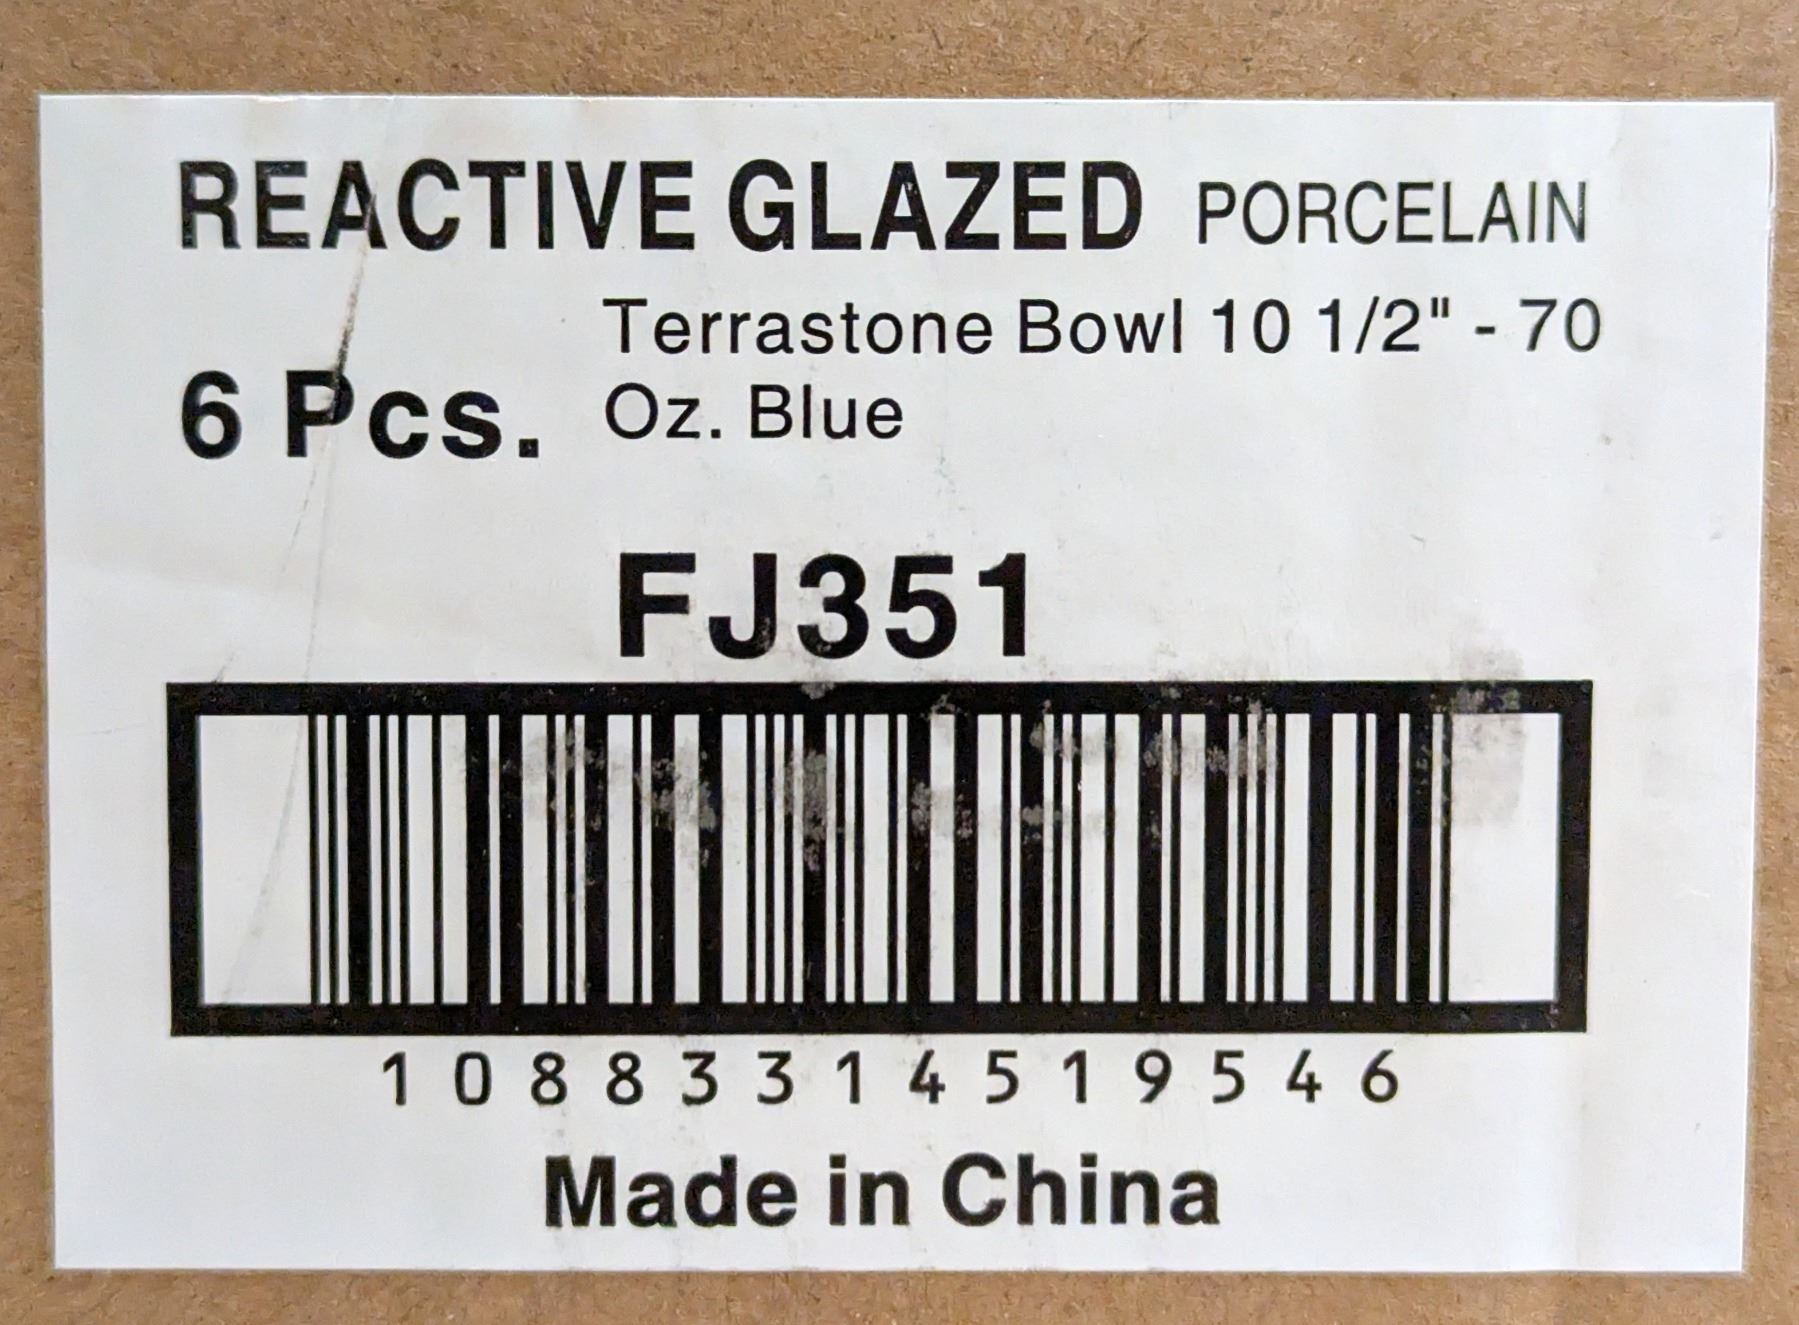 REACTIVE GLAZED PORCELAIN
6 Pcs.
Terrastone Bowl 10 1/2" - 70
Oz. Blue
FJ351
10883314519546
Made in China